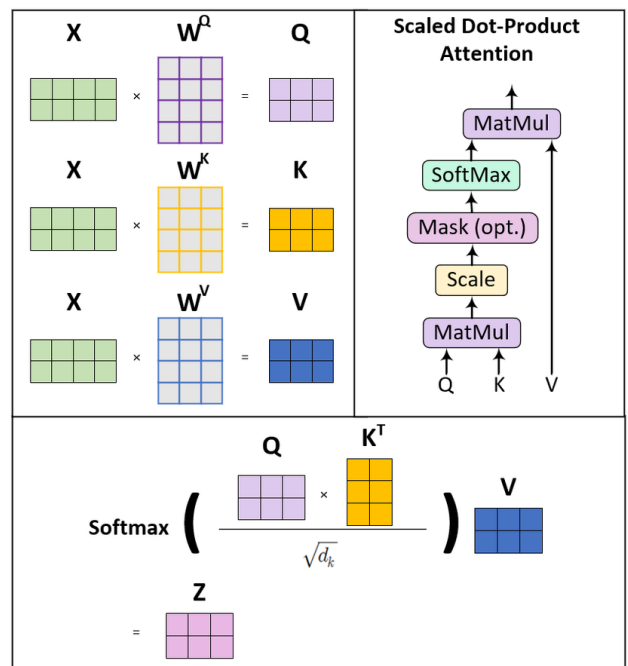 X W^Q Q
× =
X W^K K
× =
X W^V V
× =
Scaled Dot-Product
Attention
MatMul
SoftMax
Mask (opt.)
Scale
MatMul
Q K V
Q K^T
×
Softmax ( ) V
√d_k
Z
=